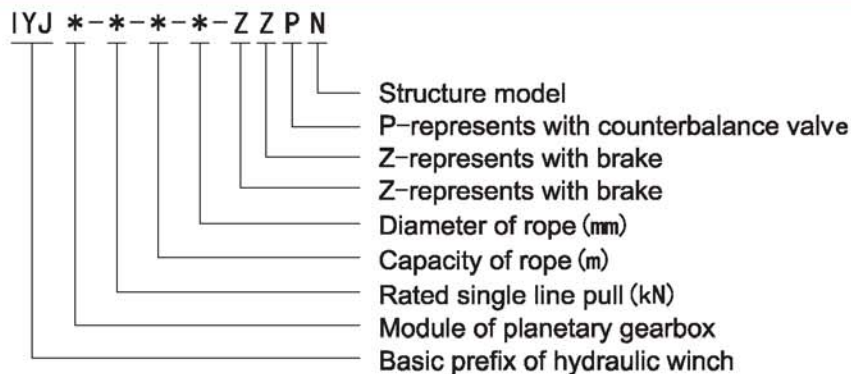 IYJ *-*-*-*-Z Z P N
Structure model
P-represents with counterbalance valve
Z-represents with brake
Z-represents with brake
Diameter of rope (mm)
Capacity of rope (m)
Rated single line pull (kN)
Module of planetary gearbox
Basic prefix of hydraulic winch